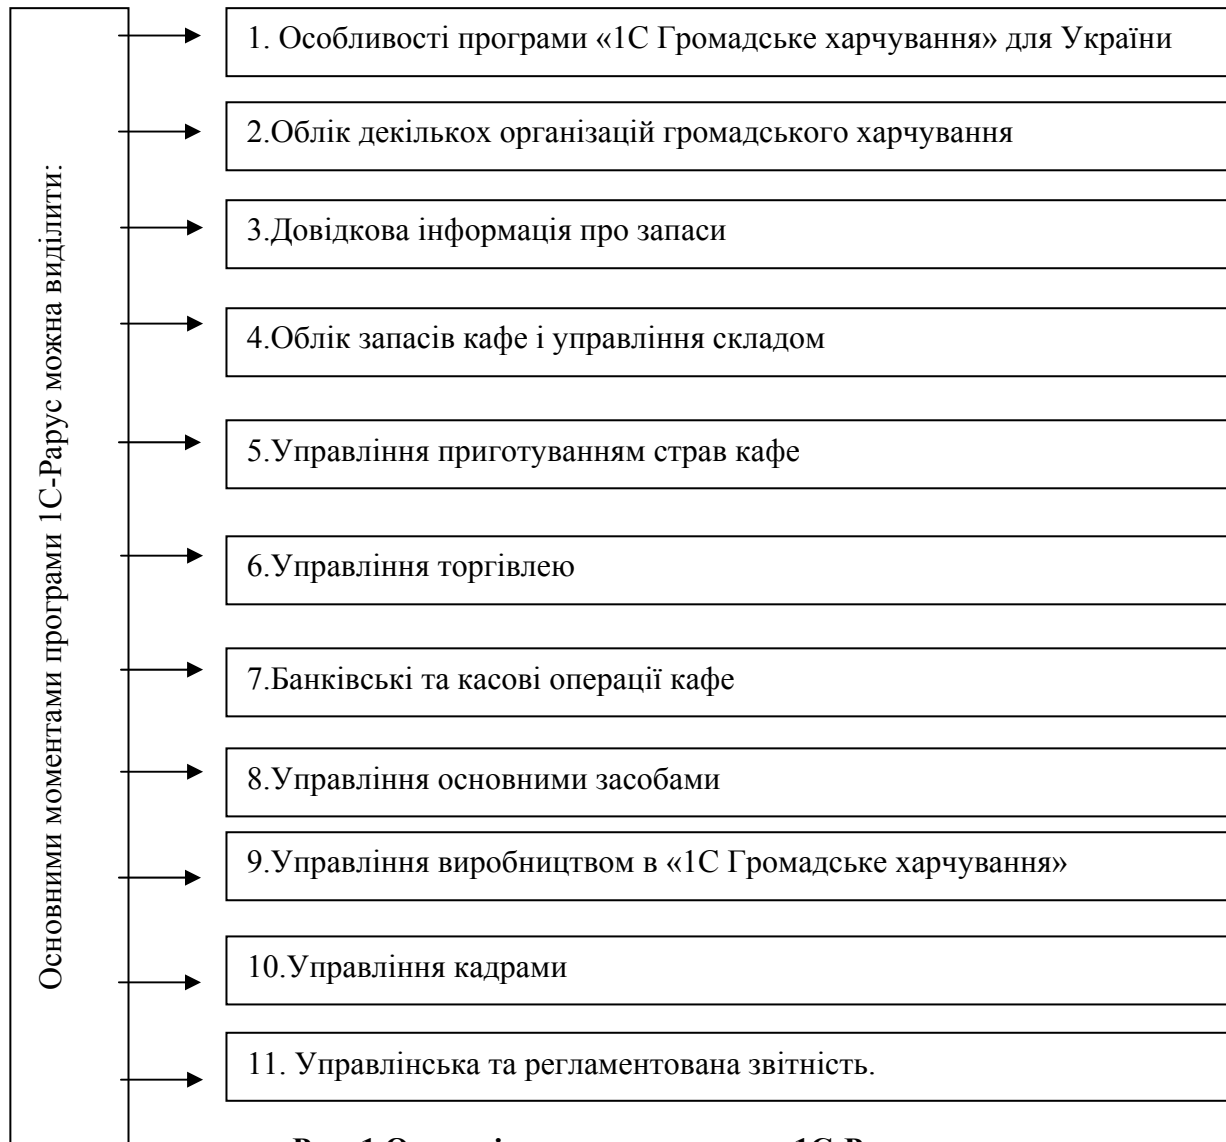 Основними моментами програми 1С-Рарус можна виділити:
1. Особливості програми «1С Громадське харчування» для України
2.Облік декількох організацій громадського харчування
3.Довідкова інформація про запаси
4.Облік запасів кафе і управління складом
5.Управління приготуванням страв кафе
6.Управління торгівлею
7.Банківські та касові операції кафе
8.Управління основними засобами
9.Управління виробництвом в «1С Громадське харчування»
10.Управління кадрами
11. Управлінська та регламентована звітність.